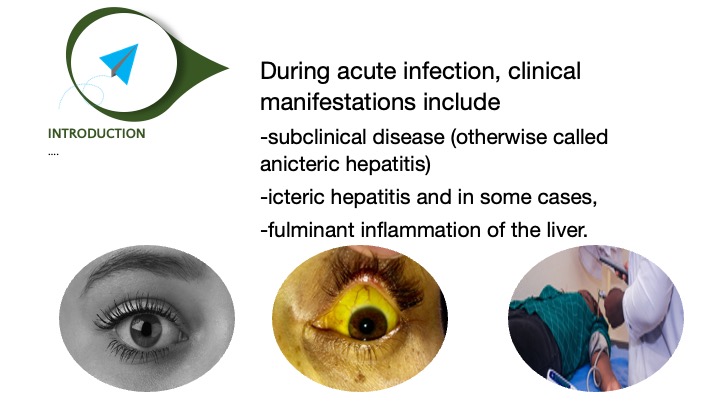 INTRODUCTION
....
During acute infection, clinical
manifestations include
-subclinical disease (otherwise called
anicteric hepatitis)
-icteric hepatitis and in some cases,
-fulminant inflammation of the liver.